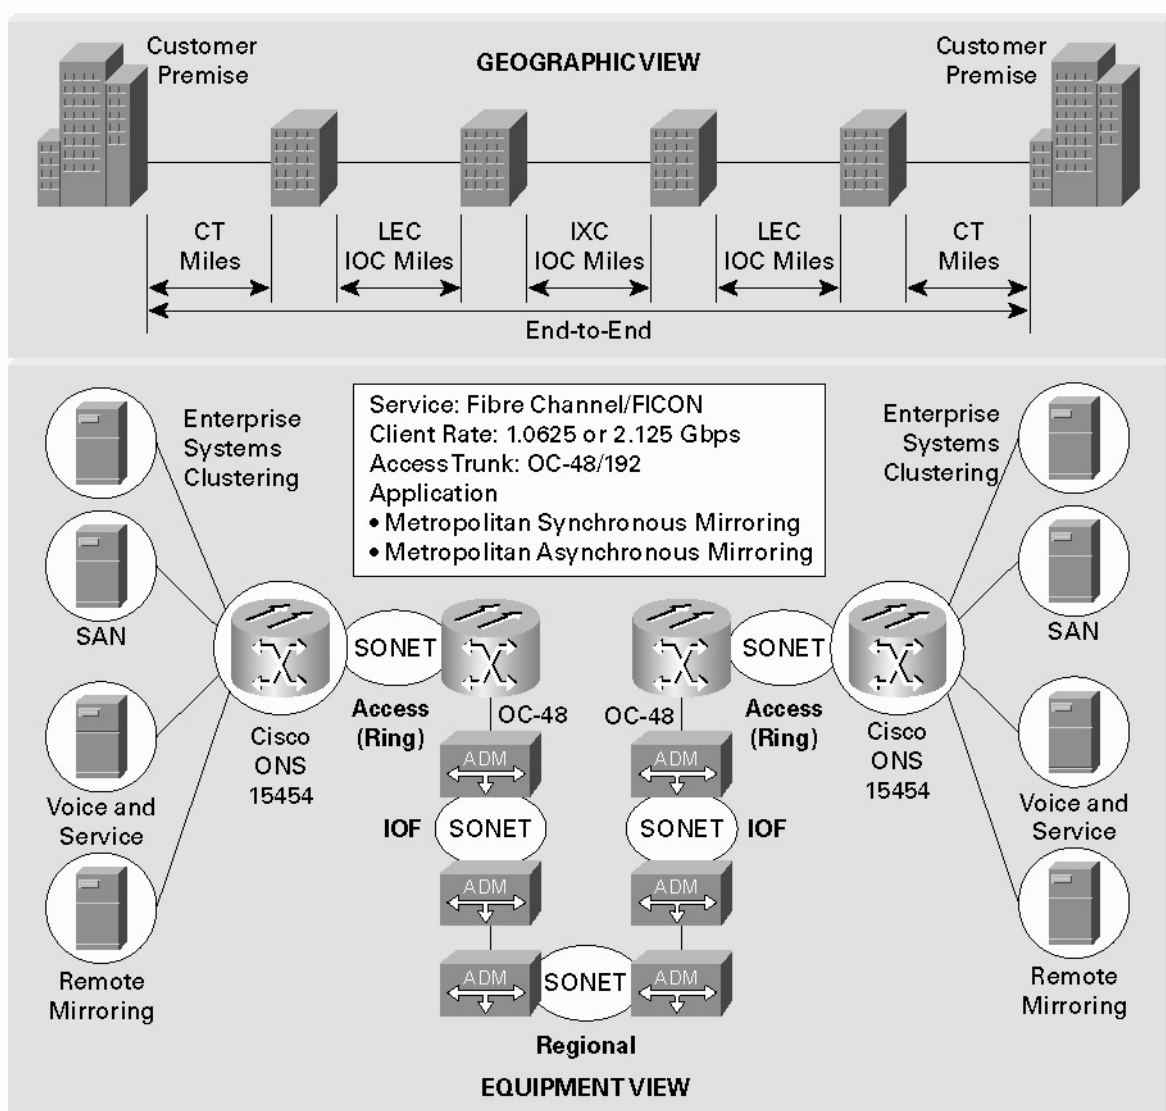 Customer
Premise
GEOGRAPHIC VIEW
Customer
Premise
CT
Miles
LEC
IOC Miles
IXC
IOC Miles
LEC
IOC Miles
CT
Miles
End-to-End
Enterprise
Systems
Clustering
Service: Fibre Channel/FICON
Client Rate: 1.0625 or 2.125 Gbps
Access Trunk: OC-48/192
Application
• Metropolitan Synchronous Mirroring
• Metropolitan Asynchronous Mirroring
Enterprise
Systems
Clustering
SAN
SAN
SONET
SONET
Access
(Ring)
OC-48
OC-48
Access
(Ring)
Cisco
ONS
15454
Cisco
ONS
15454
ADM
ADM
Voice and
Service
IOF
SONET
SONET
IOF
Voice and
Service
ADM
ADM
Remote
Mirroring
ADM
SONET
ADM
Remote
Mirroring
Regional
EQUIPMENT VIEW